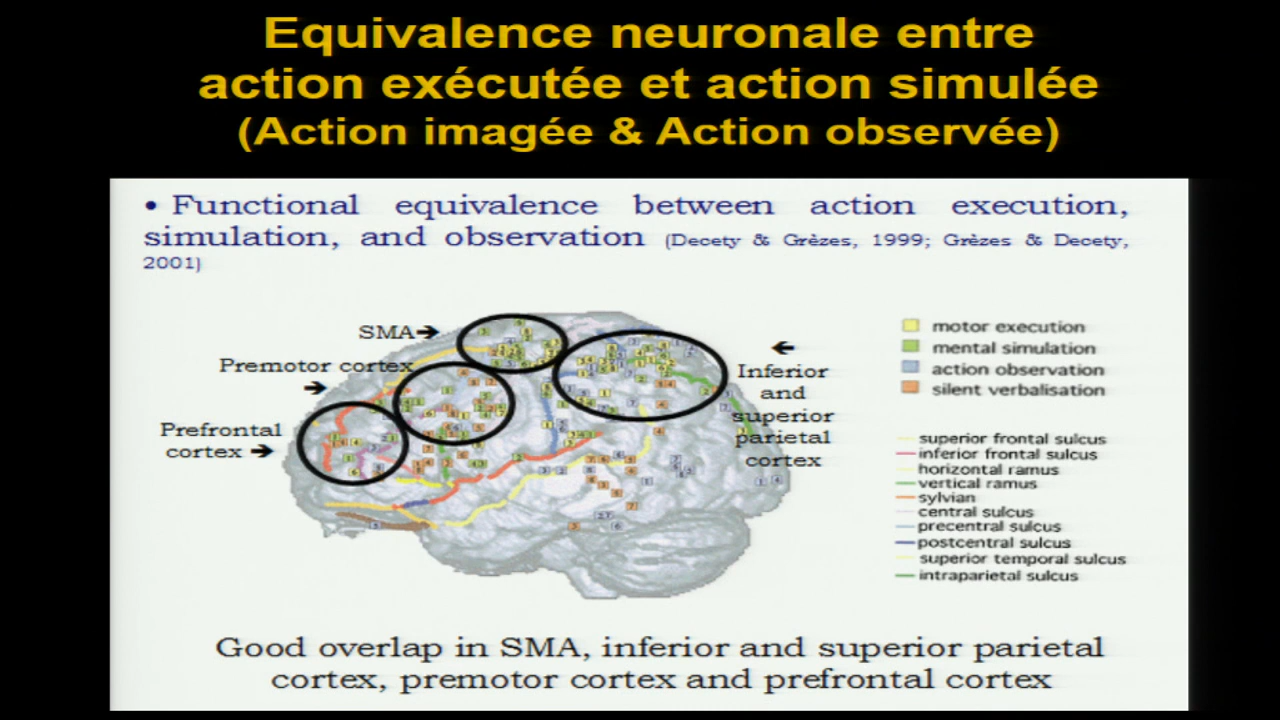 Equivalence neuronale entre
action exécutée et action simulée
(Action imagée & Action observée)
• Functional equivalence between action execution,
simulation, and observation (Decety & Grèzes, 1999; Grèzes & Decety,
2001)
SMA
Premotor cortex
Prefrontal
cortex
Inferior
and
superior
parietal
cortex
motor execution
mental simulation
action observation
silent verbalisation
superior frontal sulcus
inferior frontal sulcus
horizontal ramus
vertical ramus
sylvian
central sulcus
precentral sulcus
postcentral sulcus
superior temporal sulcus
intraparietal sulcus
Good overlap in SMA, inferior and superior parietal
cortex, premotor cortex and prefrontal cortex